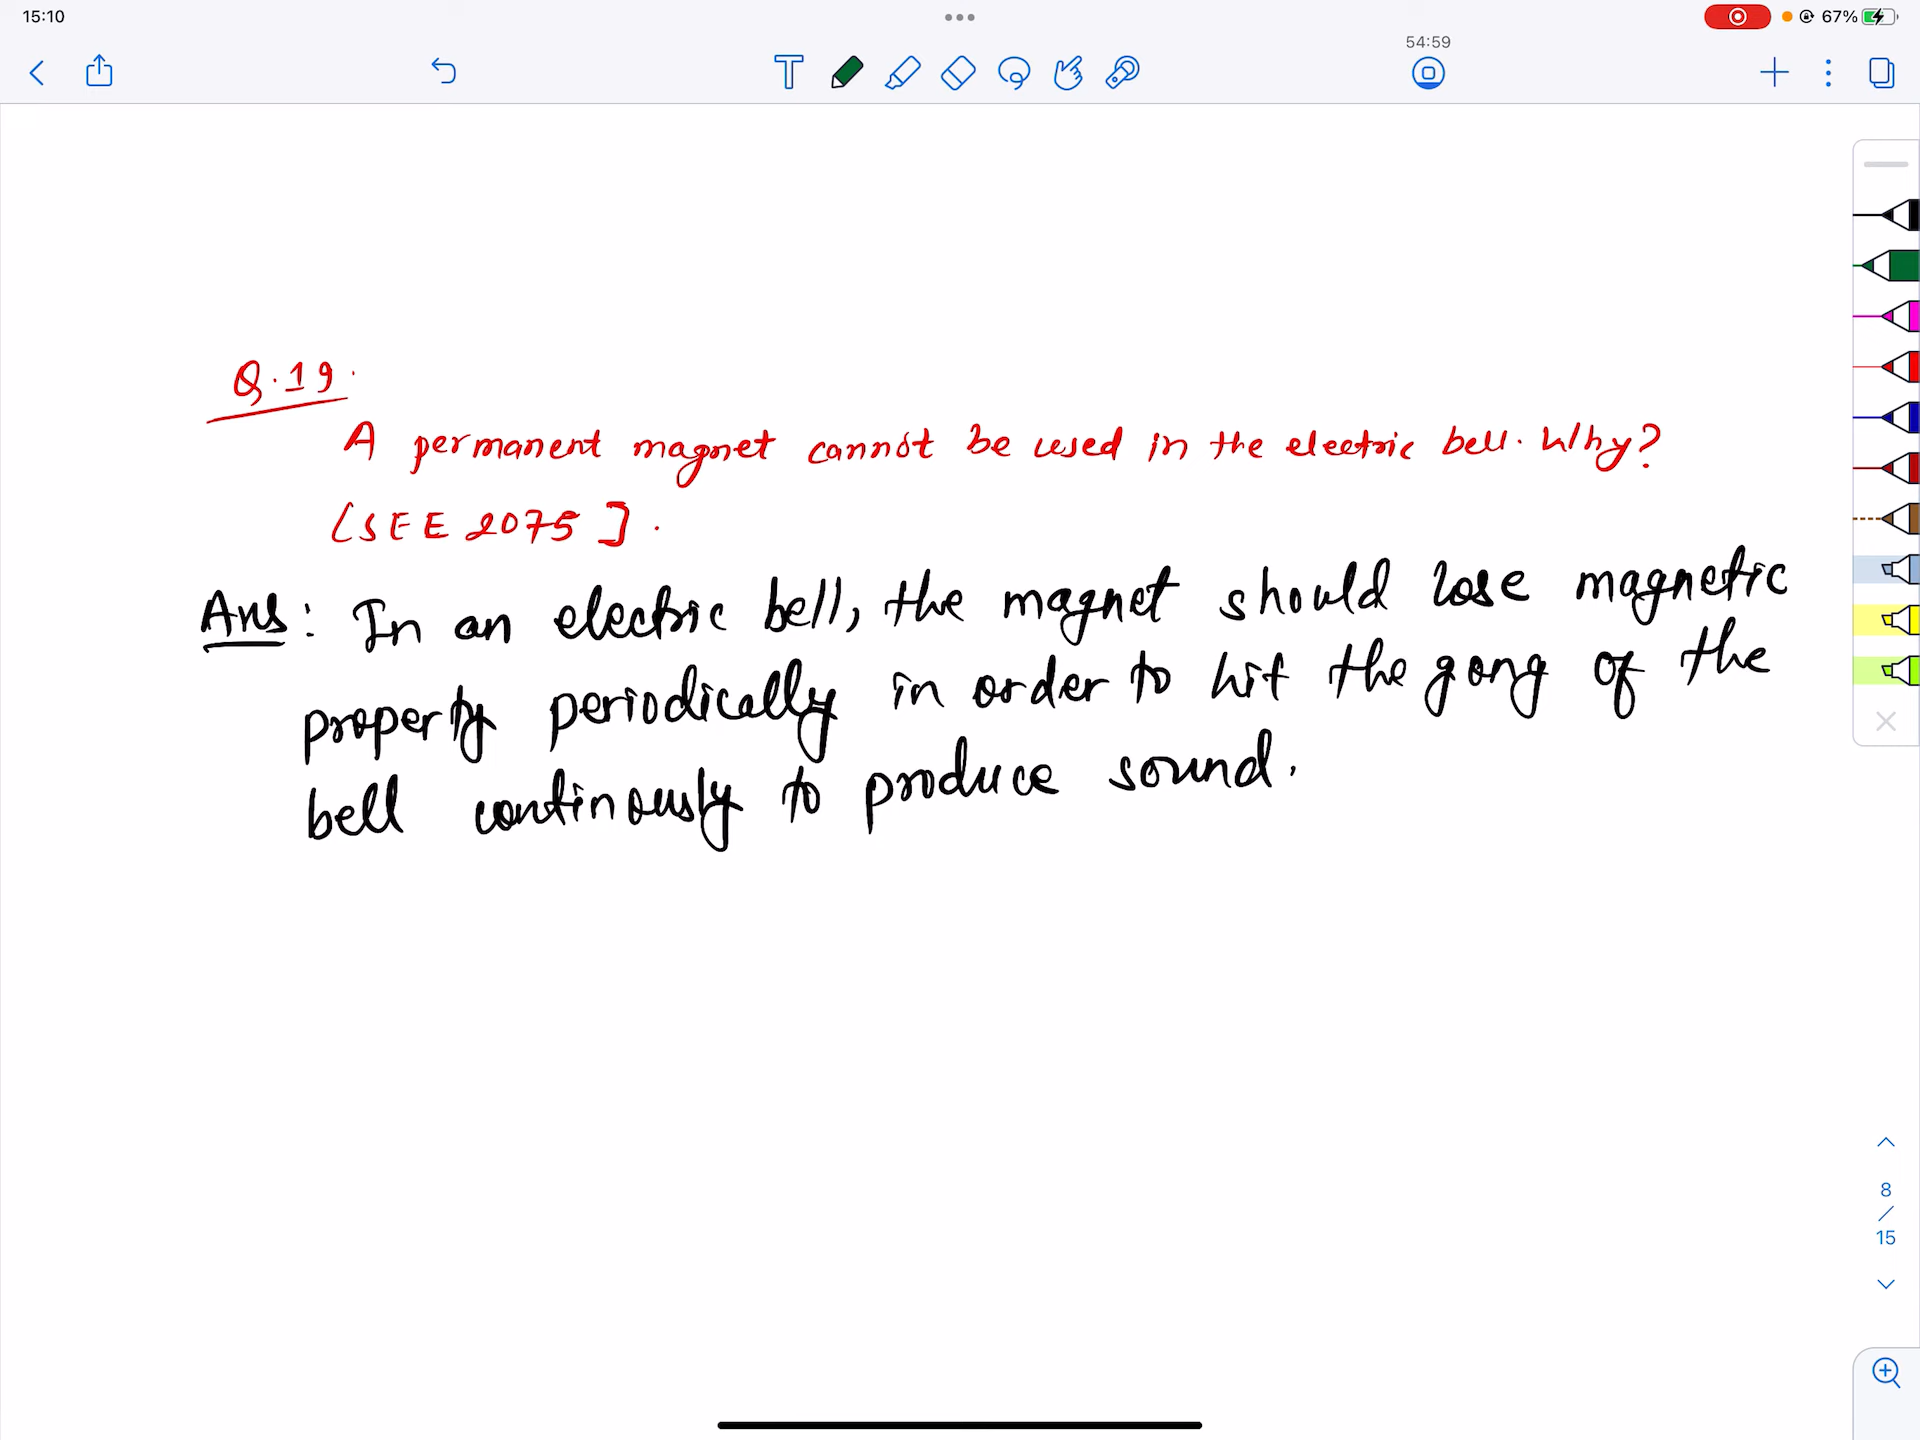 15:10
67%
54:59
Q.19.
A permanent magnet cannot be used in the electric bell. Why?
[SEE 2075].
Ans: In an electric bell, the magnet should lose magnetic
property periodically in order to hit the gong of the
bell continously to produce sound.
8
/
15